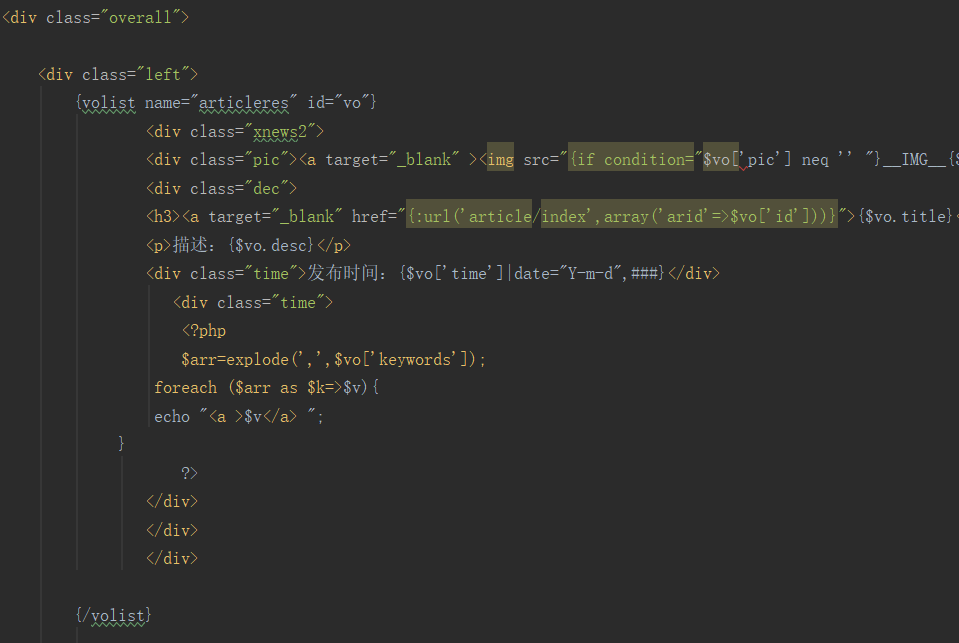 <div class="overall">
<div class="left">
{volist name="articleres" id="vo"}
<div class="xnews2">
<div class="pic"><a target="_blank" ><img src="{if condition="$vo['pic'] neq '' "}__IMG__{$
<div class="dec">
<h3><a target="_blank" href="{:url('article/index',array('arid'=>$vo['id']))}">{$vo.title}<
<p>描述：{$vo.desc}</p>
<div class="time">发布时间：{$vo['time']|date="Y-m-d",###}</div>
<div class="time">
<?php
$arr=explode(',',$vo['keywords']);
foreach ($arr as $k=>$v){
echo "<a >$v</a> ";
}
?>
</div>
</div>
</div>
{/volist}